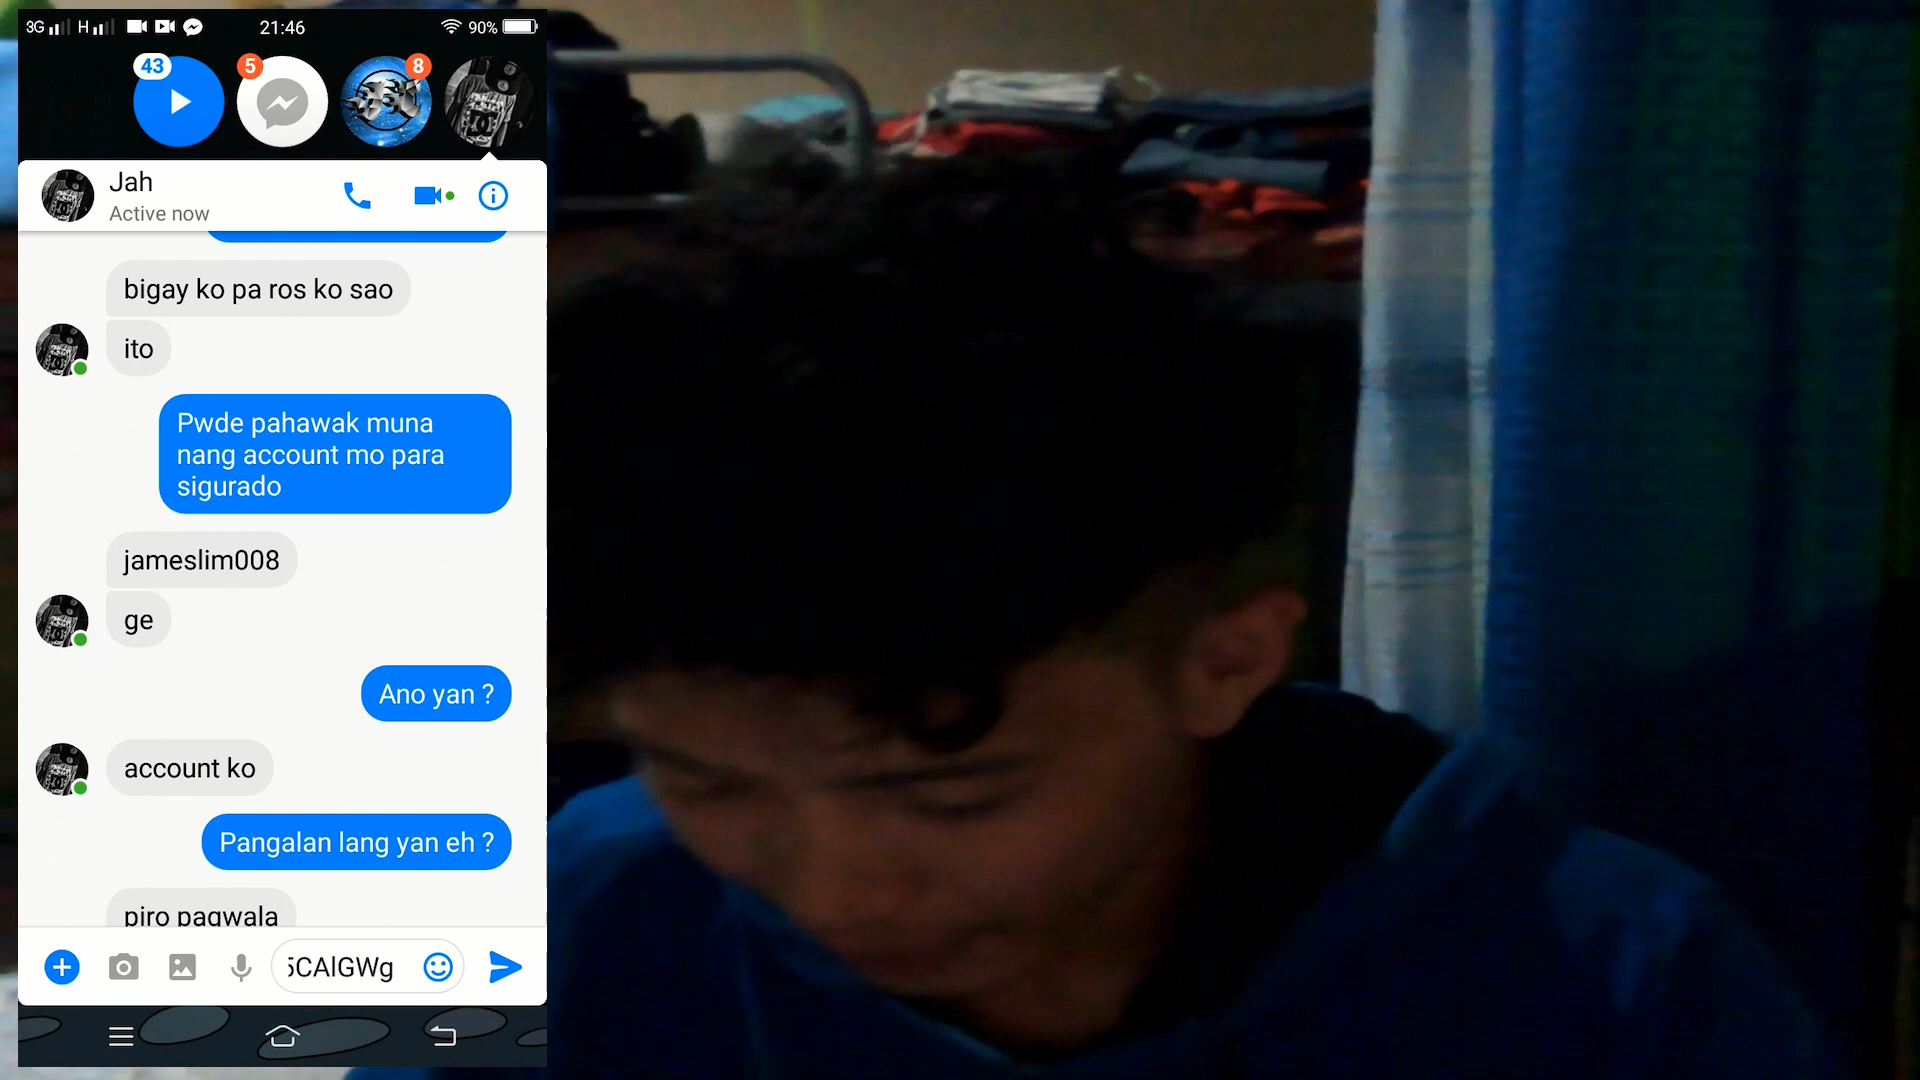 3G H 21:46 90%
43 5 8
Jah
Active now
bigay ko pa ros ko sao
ito
Pwde pahawak muna
nang account mo para
sigurado
jameslim008
ge
Ano yan ?
account ko
Pangalan lang yan eh ?
piro pagwala
5CAlGWg